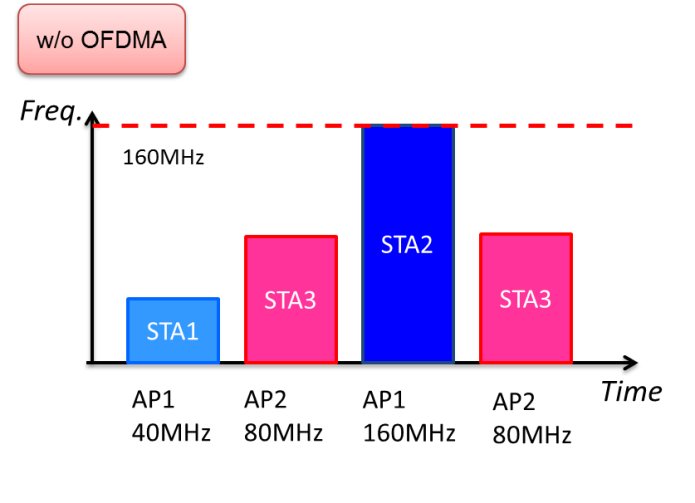 w/o OFDMA
Freq.
160MHz
STA2
STA3
STA3
STA1
AP1
40MHz
AP2
80MHz
AP1
160MHz
AP2
80MHz
Time